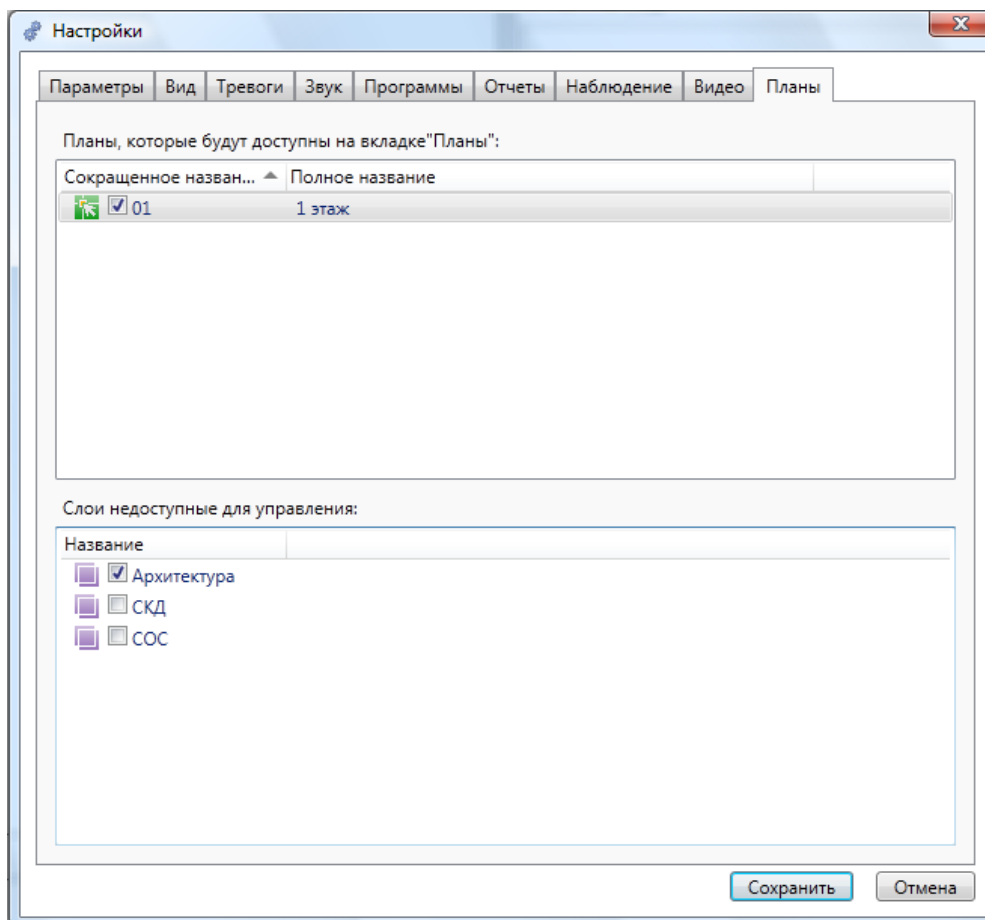 Настройки
Параметры Вид Тревоги Звук Программы Отчеты Наблюдение Видео Планы
Планы, которые будут доступны на вкладке"Планы":
Сокращенное назван... Полное название
01 1 этаж
Слои недоступные для управления:
Название
Архитектура
СКД
СОС
Сохранить Отмена